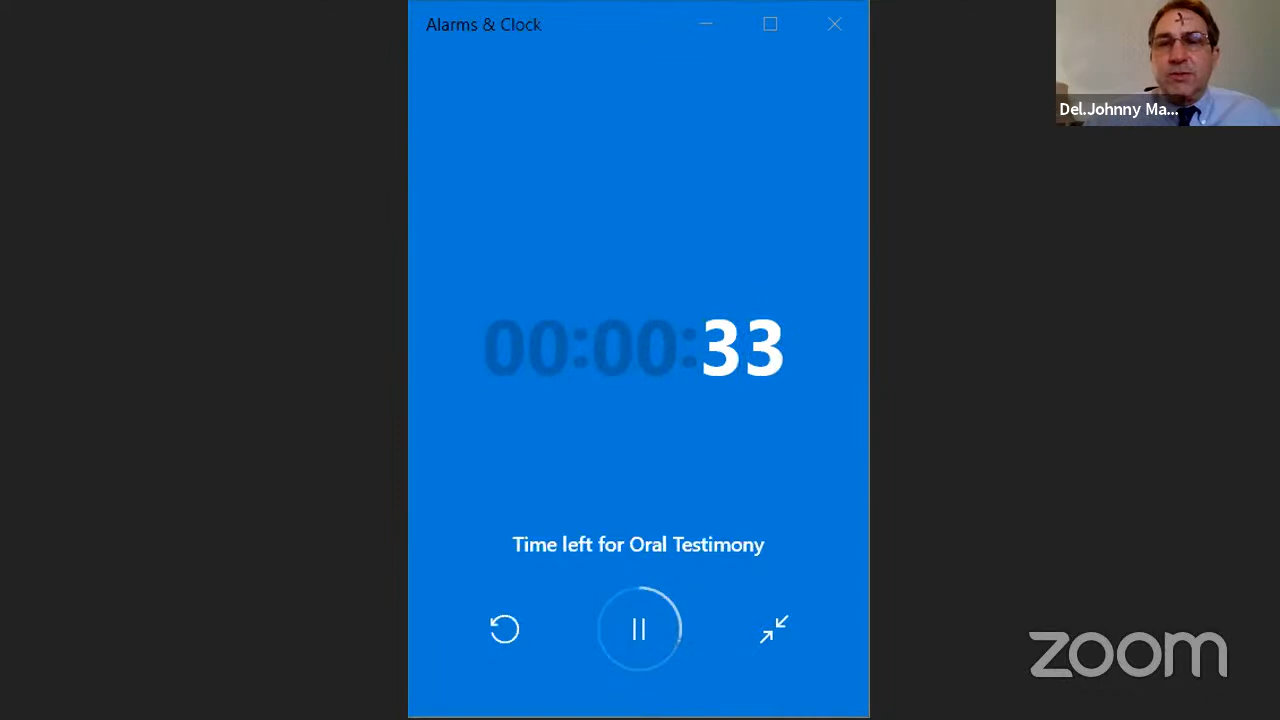 Alarms & Clock
Del.Johnny Ma...
00:00:33
Time left for Oral Testimony
zoom